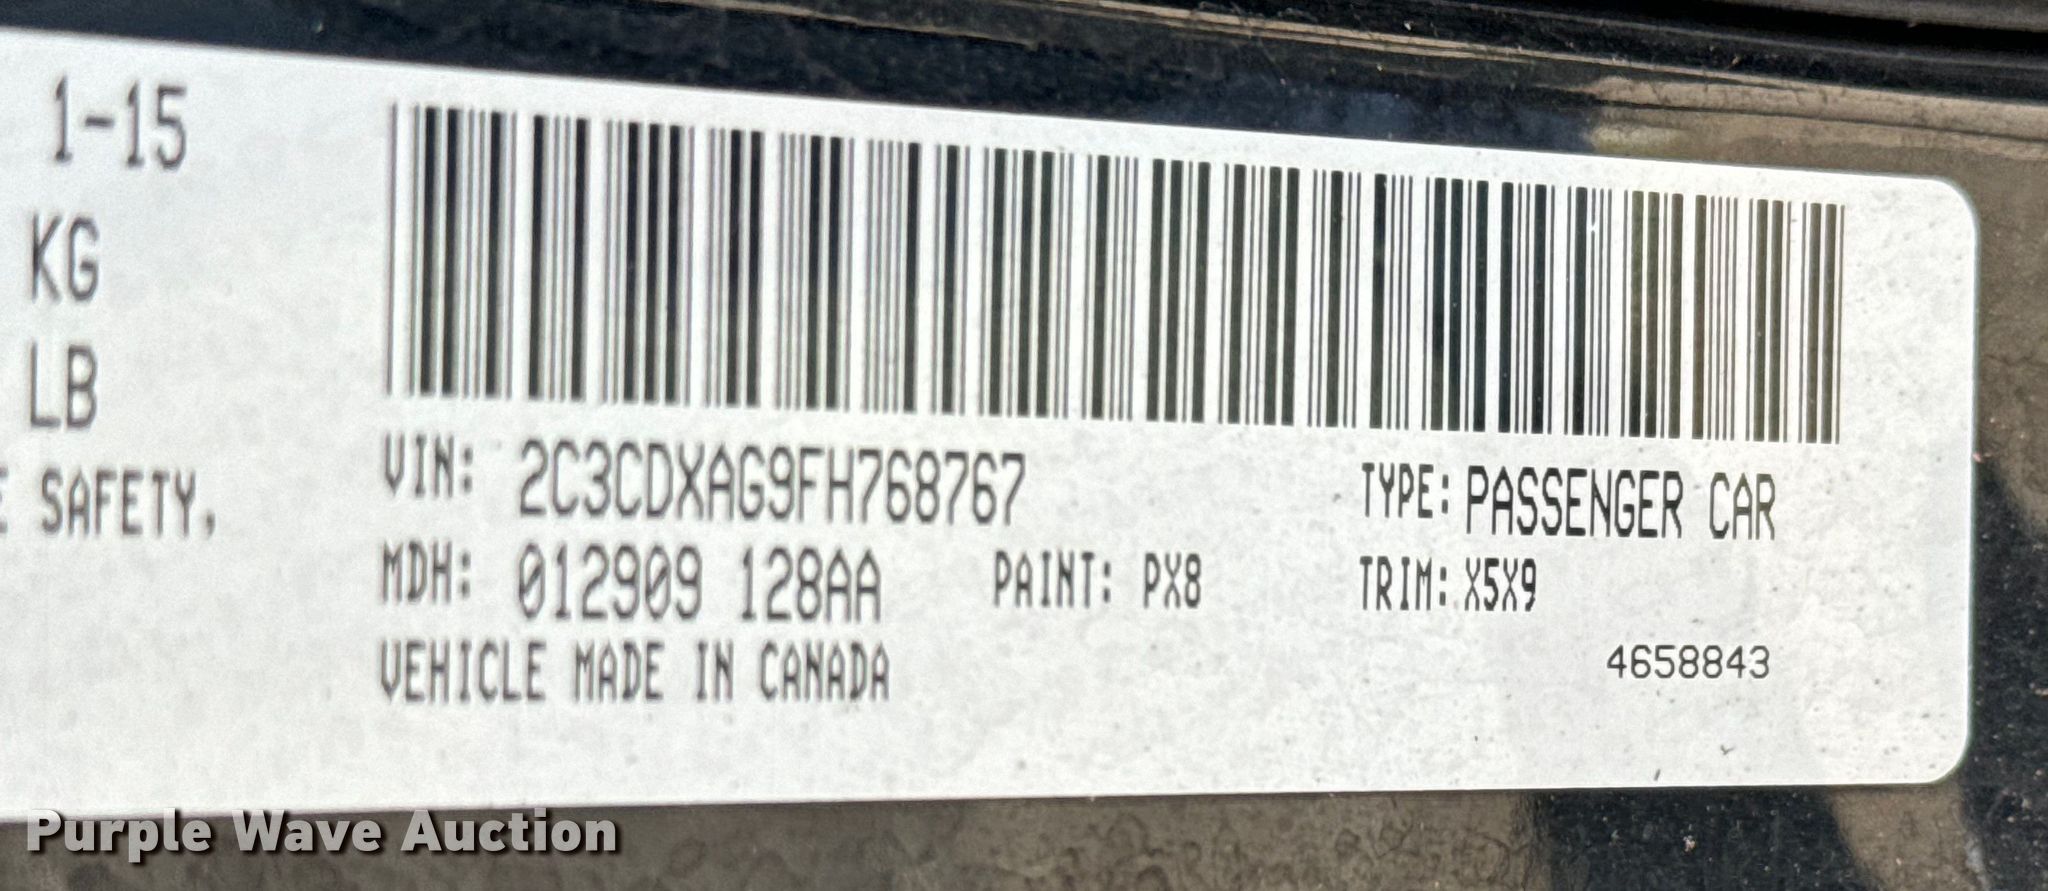 1-15
KG
LB
E SAFETY,
VIN: 2C3CDXAG9FH768767
TYPE: PASSENGER CAR
MDH: 012909 128AA
PAINT: PX8
TRIM: X5X9
VEHICLE MADE IN CANADA
4658843
Purple Wave Auction